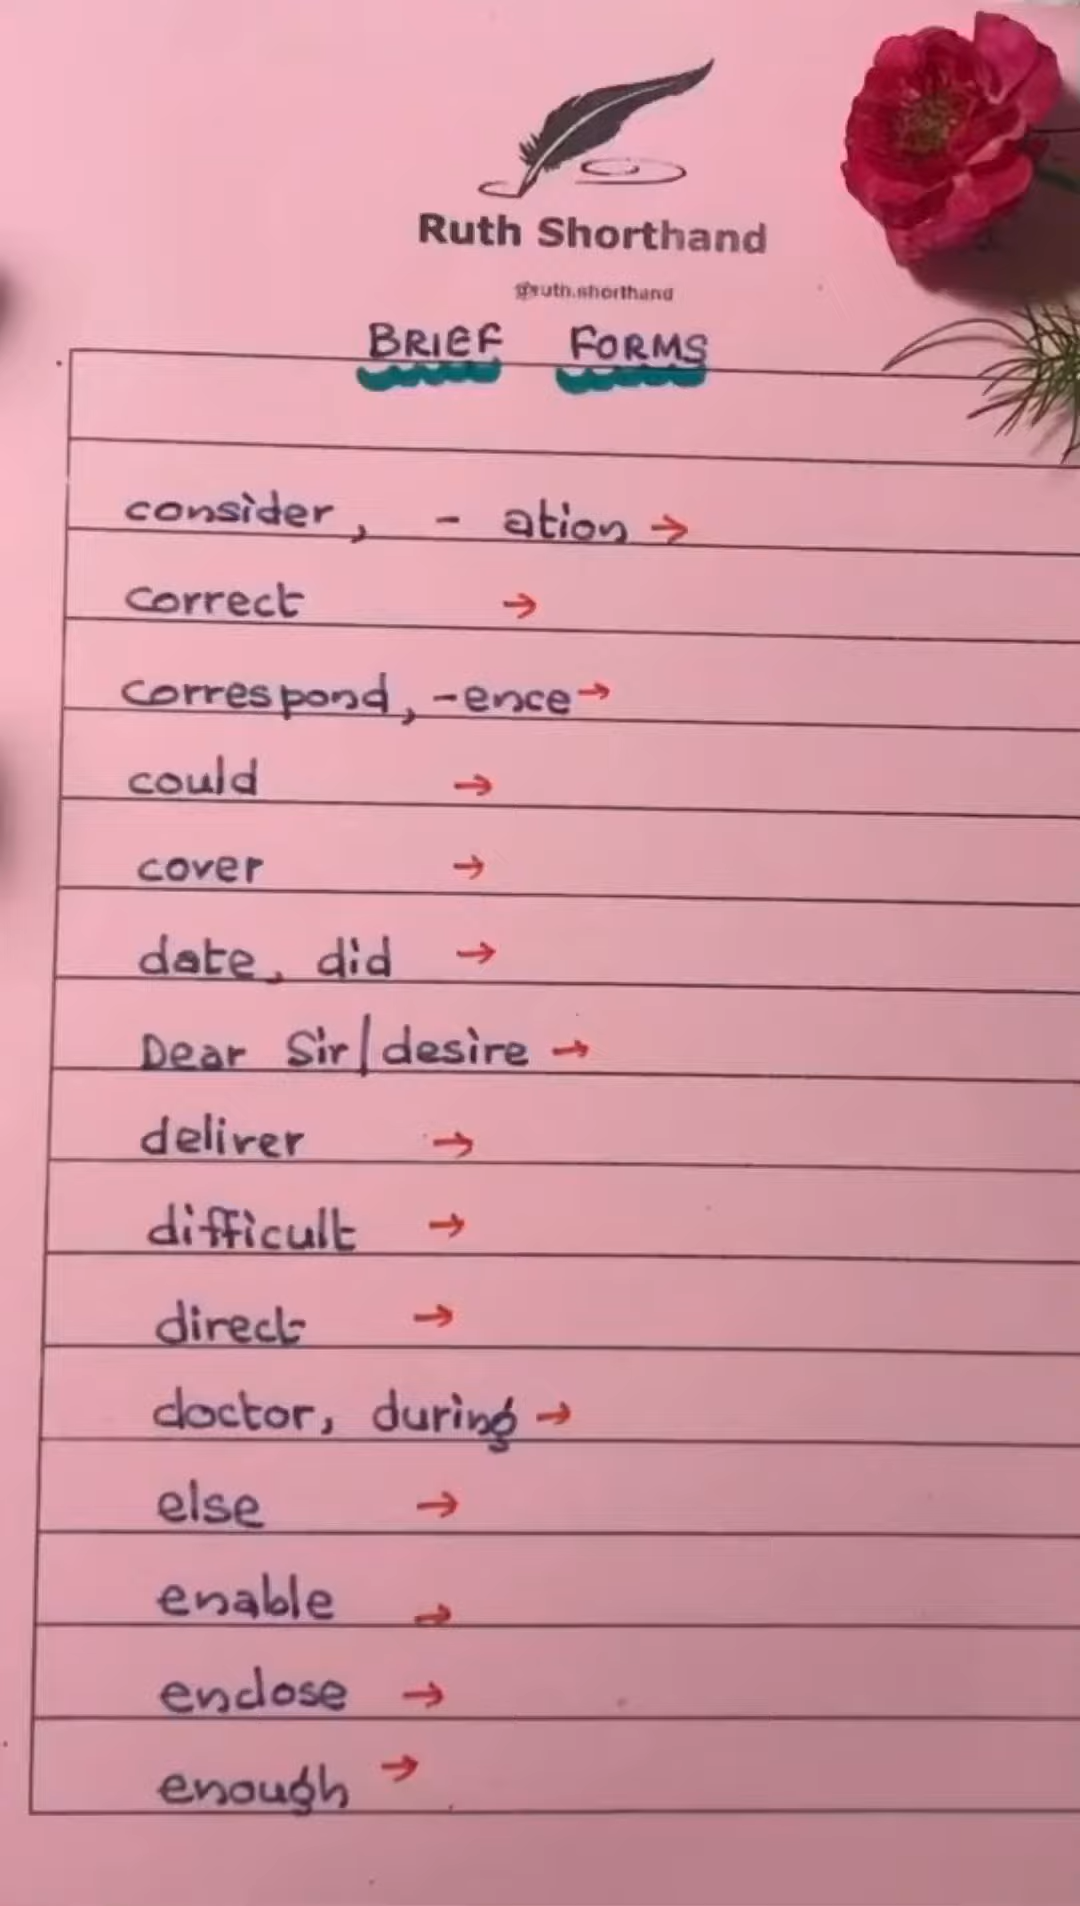 Ruth Shorthand
@ruth.shorthand
BRIEF FORMS
consider, - ation →
correct →
correspond, -ence →
could →
cover →
date, did →
Dear Sir/desire →
deliver →
difficult →
direct →
doctor, during →
else →
enable →
enclose →
enough →